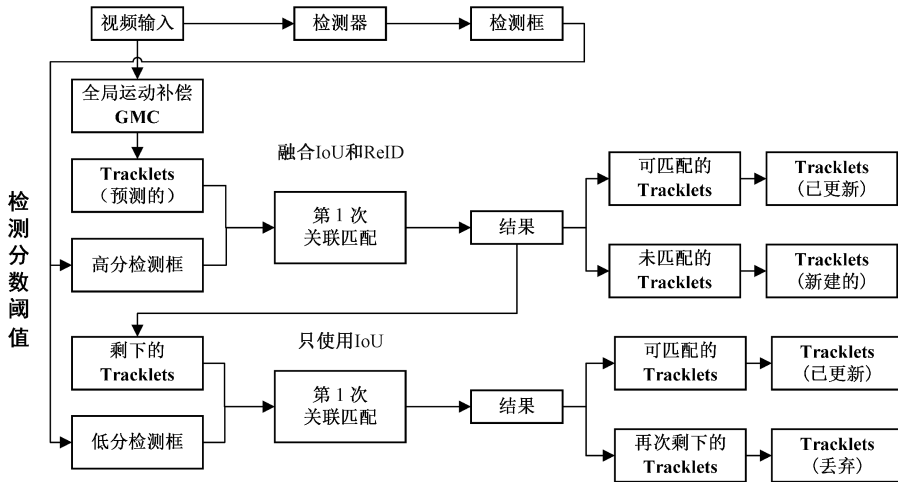 视频输入
检测器
检测框
全局运动补偿
GMC
融合IoU和ReID
Tracklets
（预测的）
第 1 次
关联匹配
结果
可匹配的
Tracklets
Tracklets
（已更新）
高分检测框
未匹配的
Tracklets
Tracklets
（新建的）
检测分数阈值
剩下的
Tracklets
只使用IoU
第 1 次
关联匹配
结果
可匹配的
Tracklets
Tracklets
（已更新）
低分检测框
再次剩下的
Tracklets
Tracklets
（丢弃）